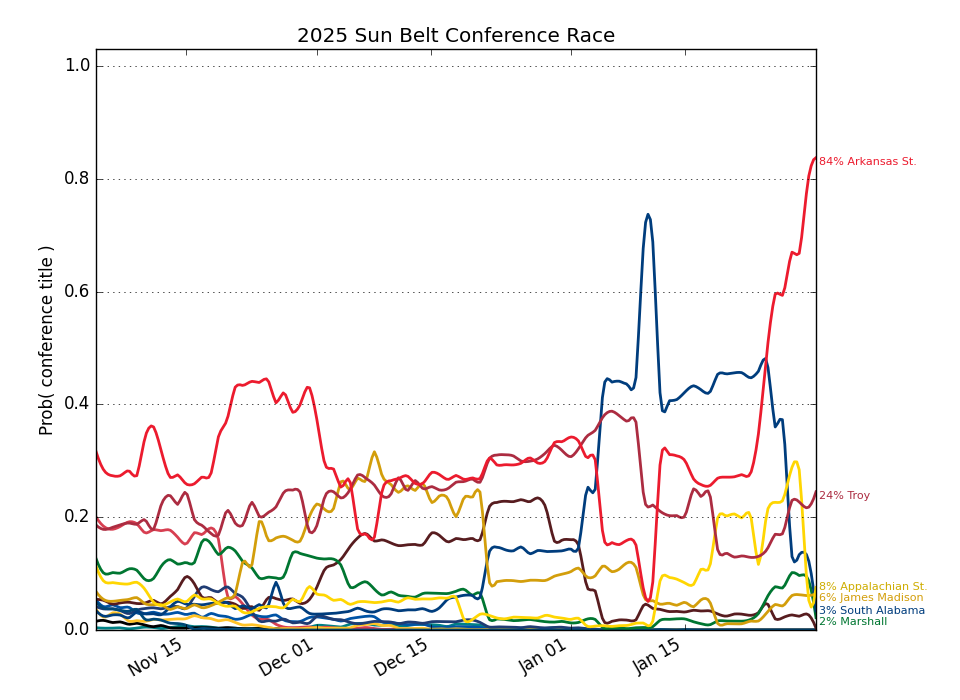 2025 Sun Belt Conference Race
Prob( conference title )
1.0
0.8
0.6
0.4
0.2
0.0
Nov 15
Dec 01
Dec 15
Jan 01
Jan 15
84% Arkansas St.
24% Troy
8% Appalachian St.
6% James Madison
3% South Alabama
2% Marshall